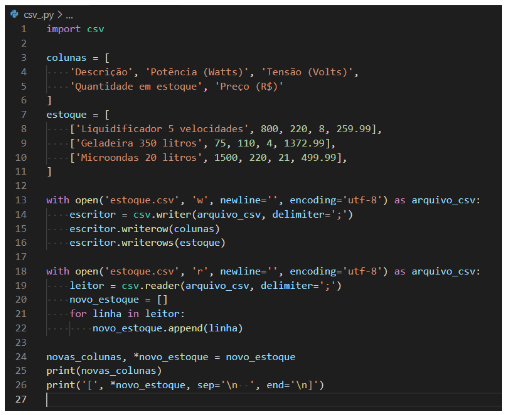 csv_.py > ...
1 import csv
2
3 colunas = [
4     'Descrição', 'Potência (Watts)', 'Tensão (Volts)',
5     'Quantidade em estoque', 'Preço (R$)'
6 ]
7 estoque = [
8     ['Liquidificador 5 velocidades', 800, 220, 8, 259.99],
9     ['Geladeira 350 litros', 75, 110, 4, 1372.99],
10     ['Microondas 20 litros', 1500, 220, 21, 499.99],
11 ]
12
13 with open('estoque.csv', 'w', newline='', encoding='utf-8') as arquivo_csv:
14     escritor = csv.writer(arquivo_csv, delimiter=';')
15     escritor.writerow(colunas)
16     escritor.writerows(estoque)
17
18 with open('estoque.csv', 'r', newline='', encoding='utf-8') as arquivo_csv:
19     leitor = csv.reader(arquivo_csv, delimiter=';')
20     novo_estoque = []
21     for linha in leitor:
22         novo_estoque.append(linha)
23
24 novas_colunas, *novo_estoque = novo_estoque
25 print(novas_colunas)
26 print('[', *novo_estoque, sep='\n  ', end='\n]')
27